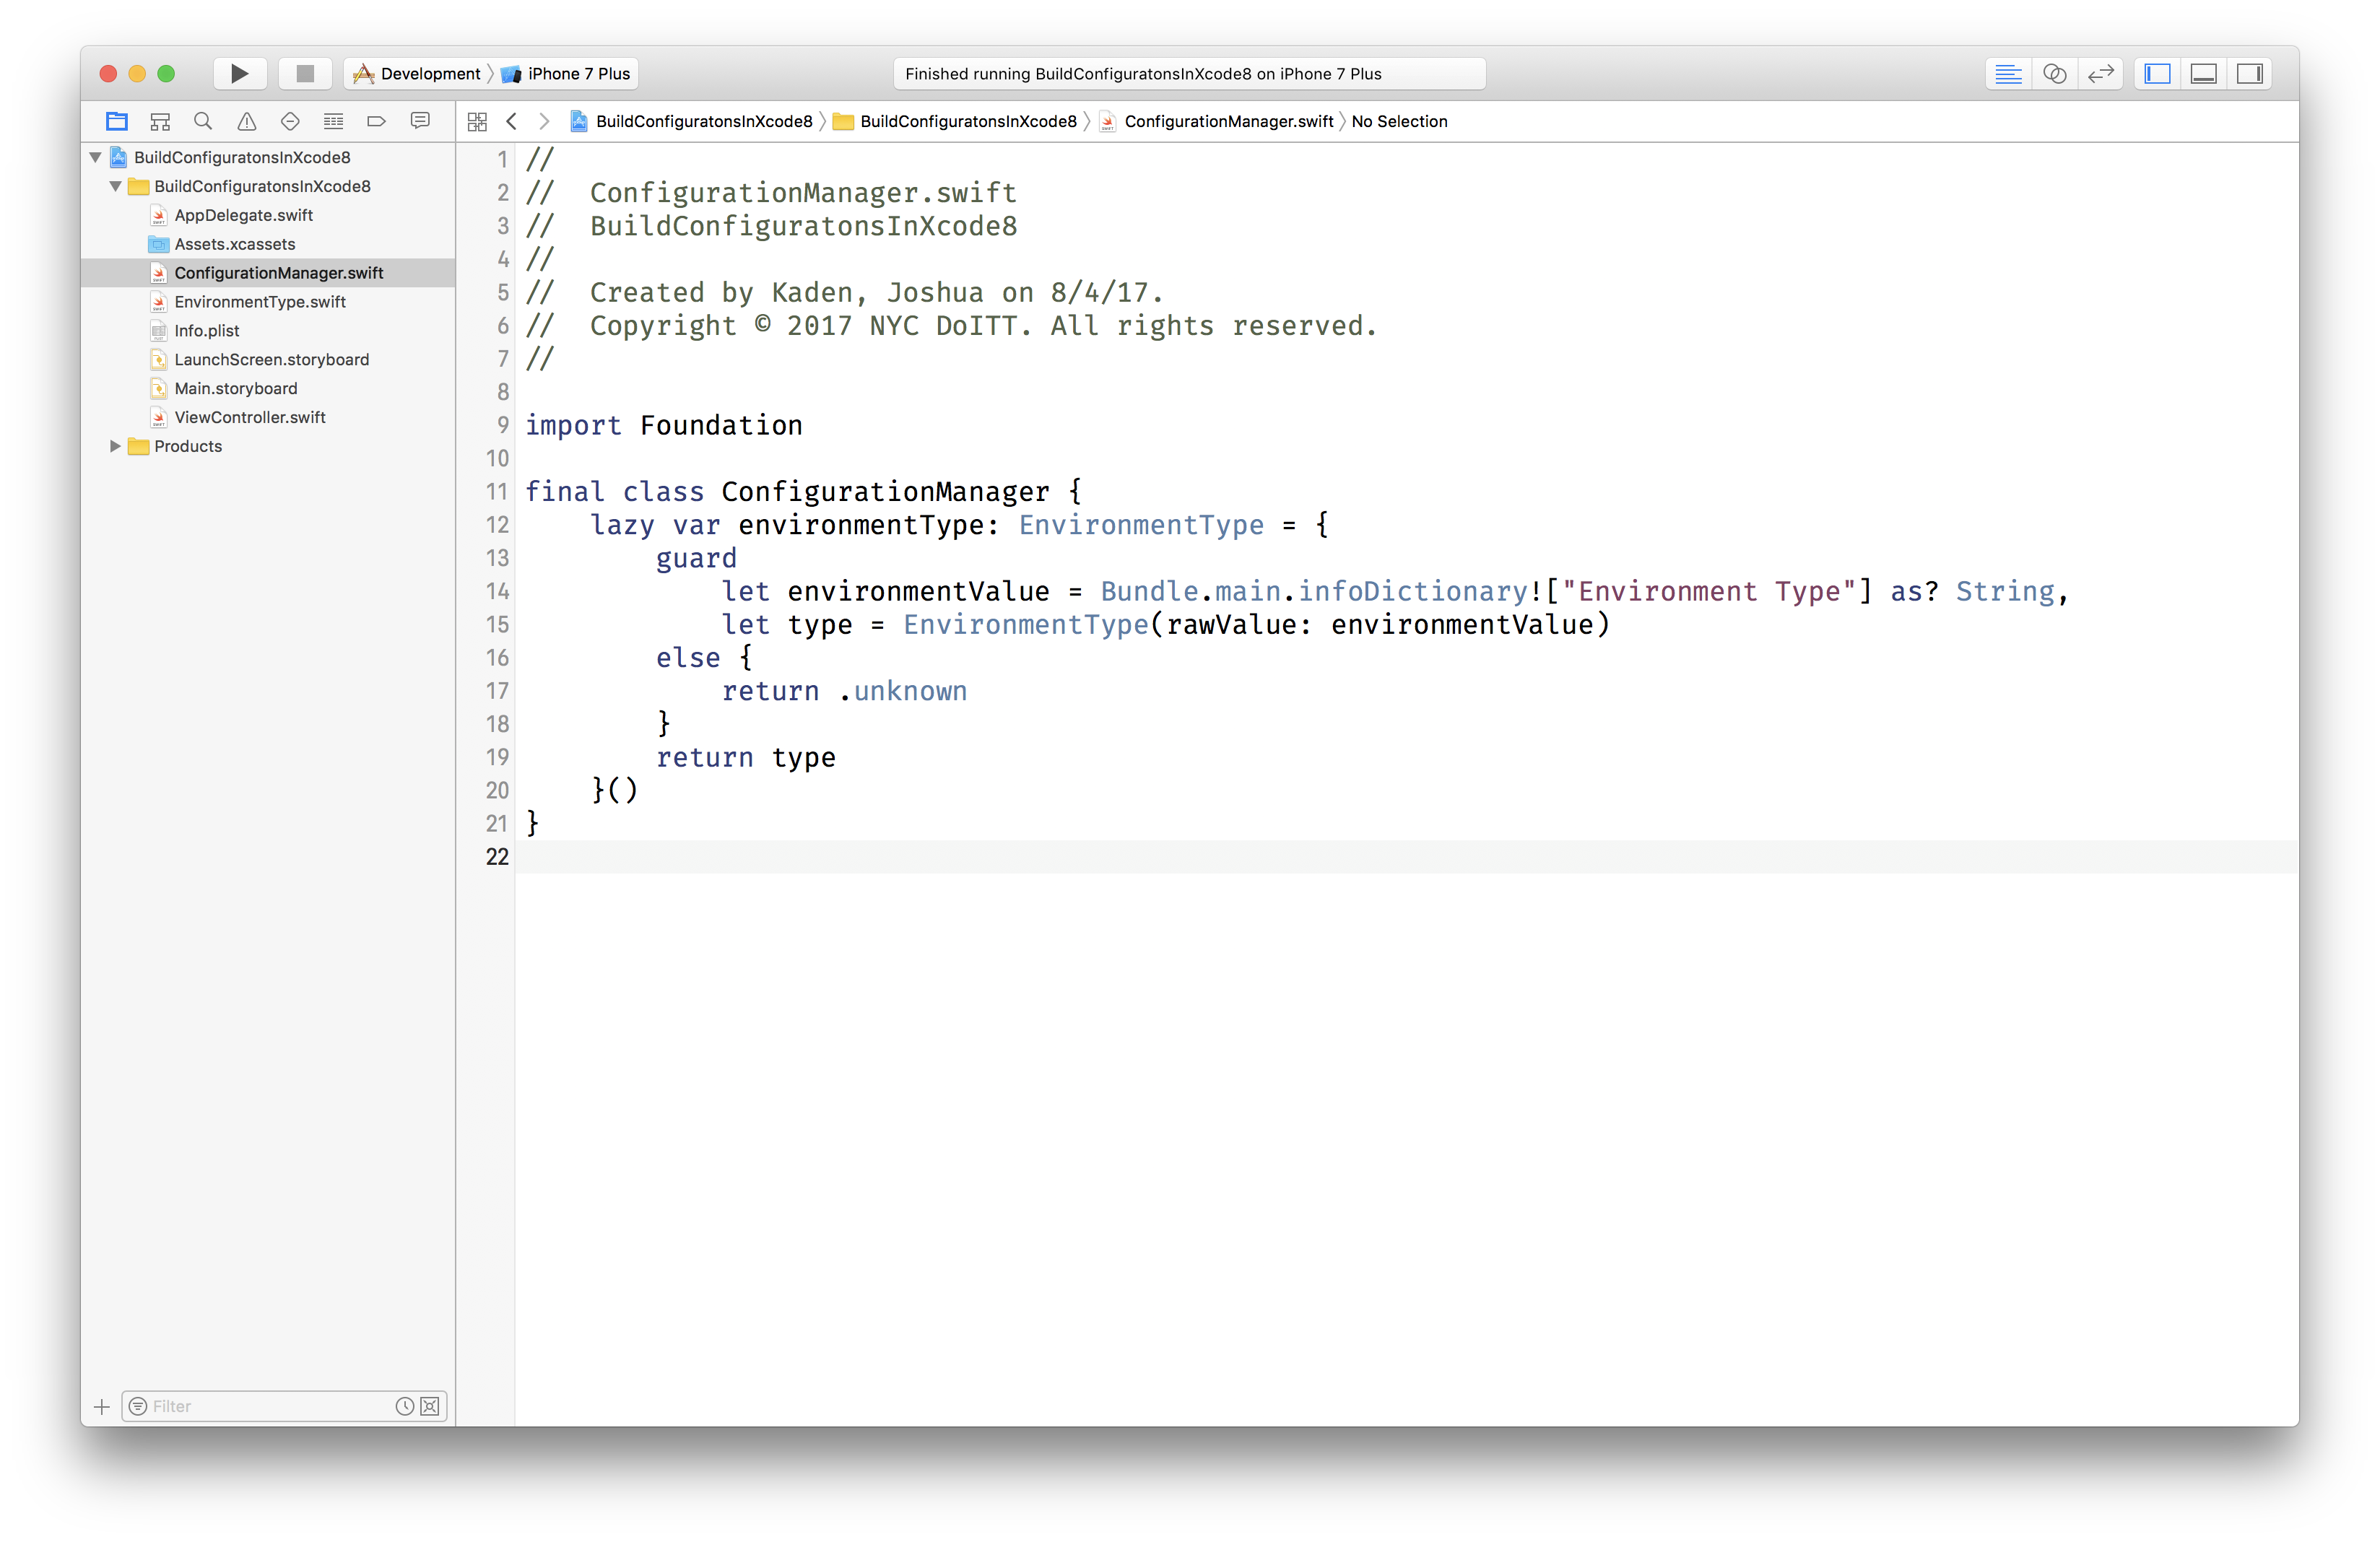 Development iPhone 7 Plus
Finished running BuildConfiguratonsInXcode8 on iPhone 7 Plus
BuildConfiguratonsInXcode8 BuildConfiguratonsInXcode8 ConfigurationManager.swift No Selection
BuildConfiguratonsInXcode8
BuildConfiguratonsInXcode8
AppDelegate.swift
Assets.xcassets
ConfigurationManager.swift
EnvironmentType.swift
Info.plist
LaunchScreen.storyboard
Main.storyboard
ViewController.swift
Products
Filter
1 //
2 //  ConfigurationManager.swift
3 //  BuildConfiguratonsInXcode8
4 //
5 //  Created by Kaden, Joshua on 8/4/17.
6 //  Copyright © 2017 NYC DoITT. All rights reserved.
7 //
8
9 import Foundation
10
11 final class ConfigurationManager {
12     lazy var environmentType: EnvironmentType = {
13         guard
14             let environmentValue = Bundle.main.infoDictionary!["Environment Type"] as? String,
15             let type = EnvironmentType(rawValue: environmentValue)
16         else {
17             return .unknown
18         }
19         return type
20     }()
21 }
22